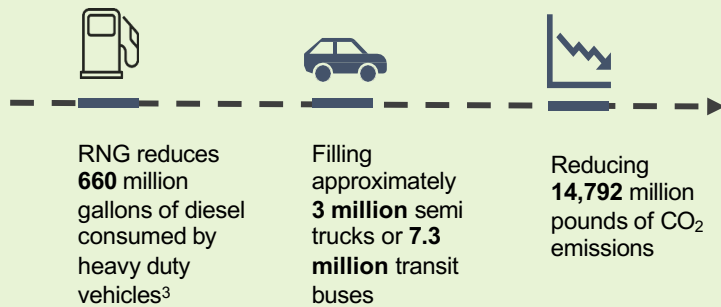 RNG reduces
660 million
gallons of diesel
consumed by
heavy duty
vehicles³
Filling
approximately
3 million semi
trucks or 7.3
million transit
buses
Reducing
14,792 million
pounds of CO₂
emissions